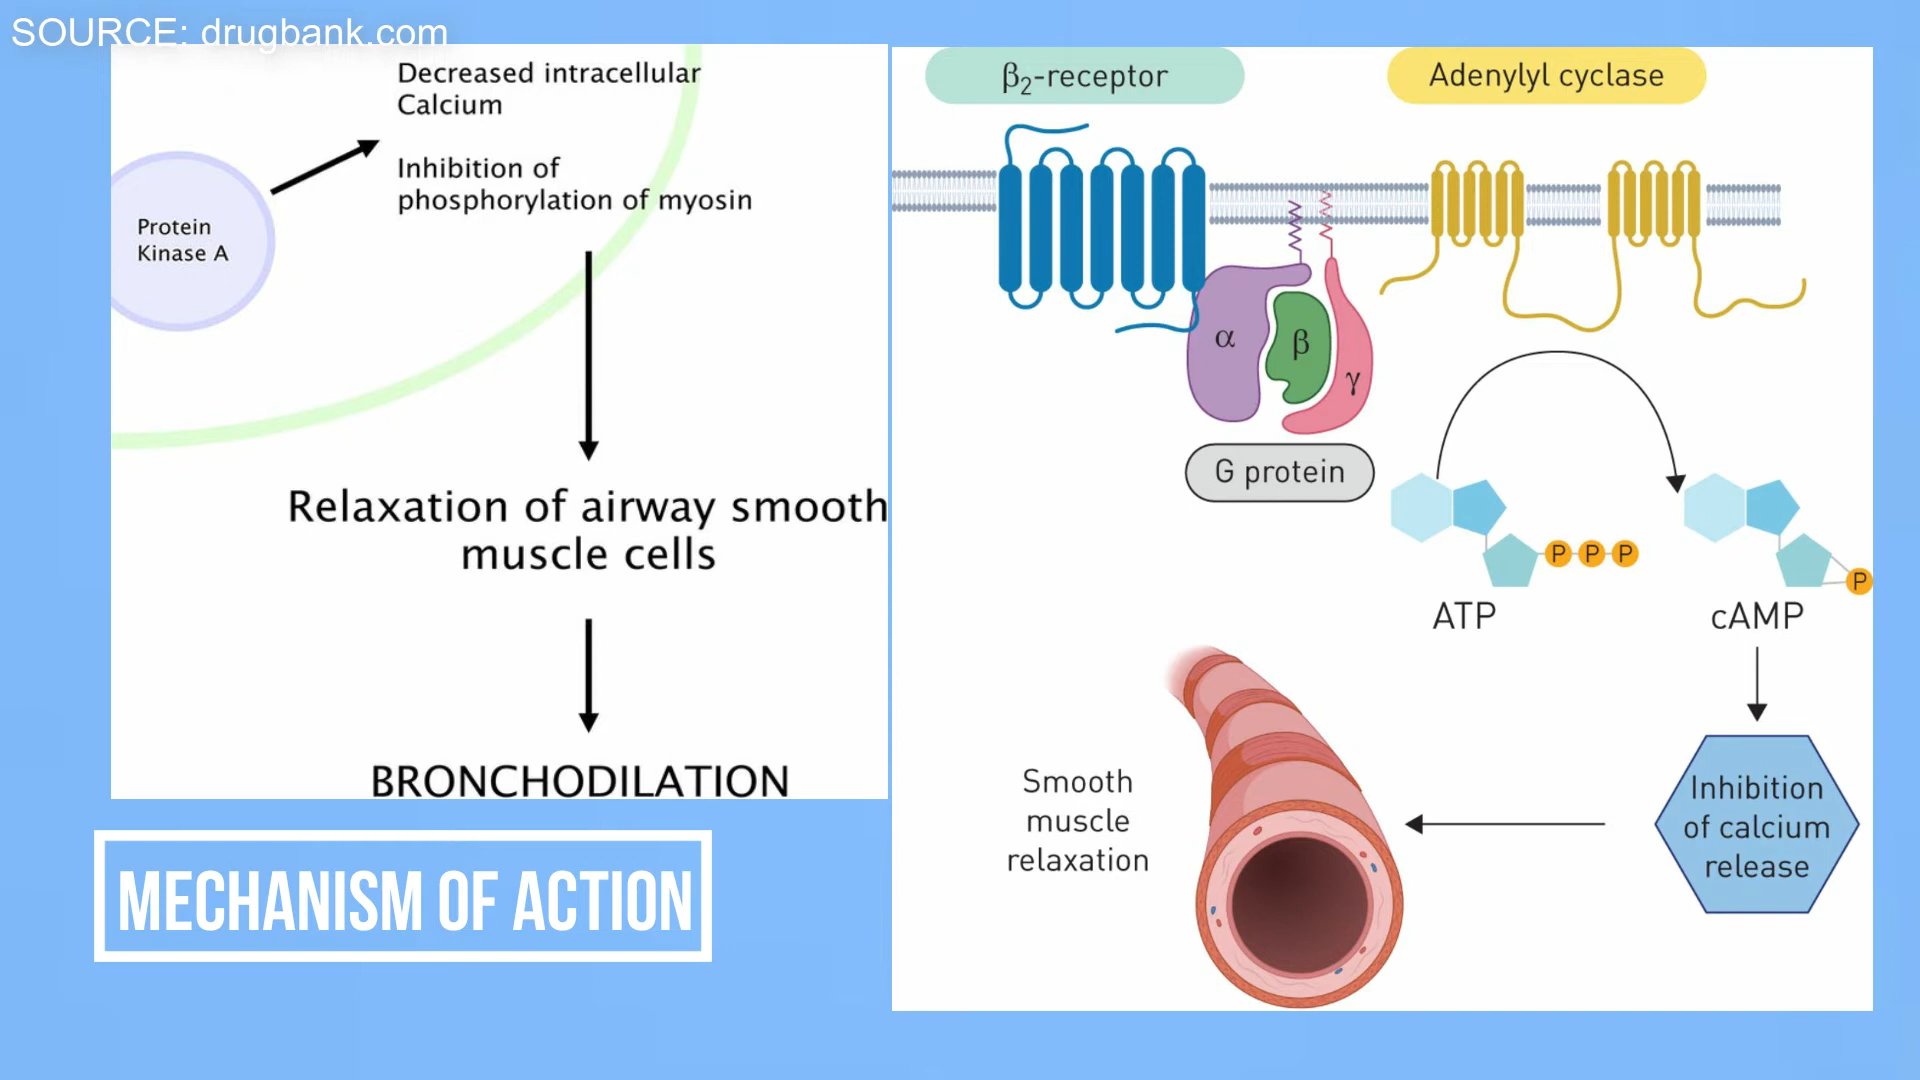 SOURCE: drugbank.com
Decreased intracellular
Calcium
Inhibition of
phosphorylation of myosin
Protein
Kinase A
Relaxation of airway smooth
muscle cells
BRONCHODILATION
MECHANISM OF ACTION
β₂-receptor
Adenylyl cyclase
α
β
γ
G protein
P P P
P
ATP
cAMP
Inhibition
of calcium
release
Smooth
muscle
relaxation